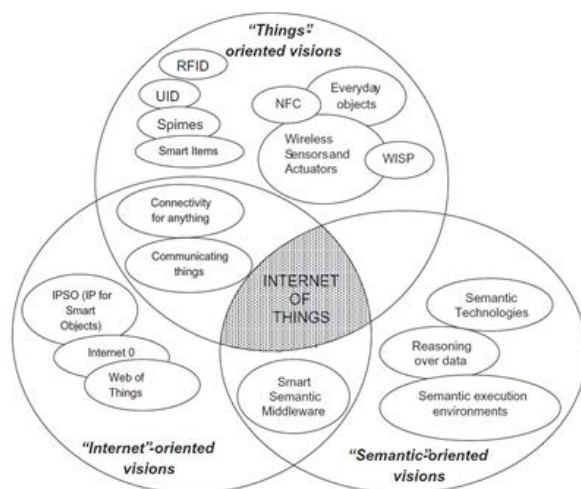 "Things"-
oriented visions
RFID
UID
Spimes
Smart Items
NFC
Everyday
objects
Wireless
Sensors and
Actuators
WISP
Connectivity
for anything
Communicating
things
INTERNET
OF
THINGS
IPSO (IP for
Smart
Objects)
Internet 0
Web of
Things
Semantic
Technologies
Reasoning
over data
Semantic execution
environments
Smart
Semantic
Middleware
"Internet"-oriented
visions
"Semantic"-oriented
visions